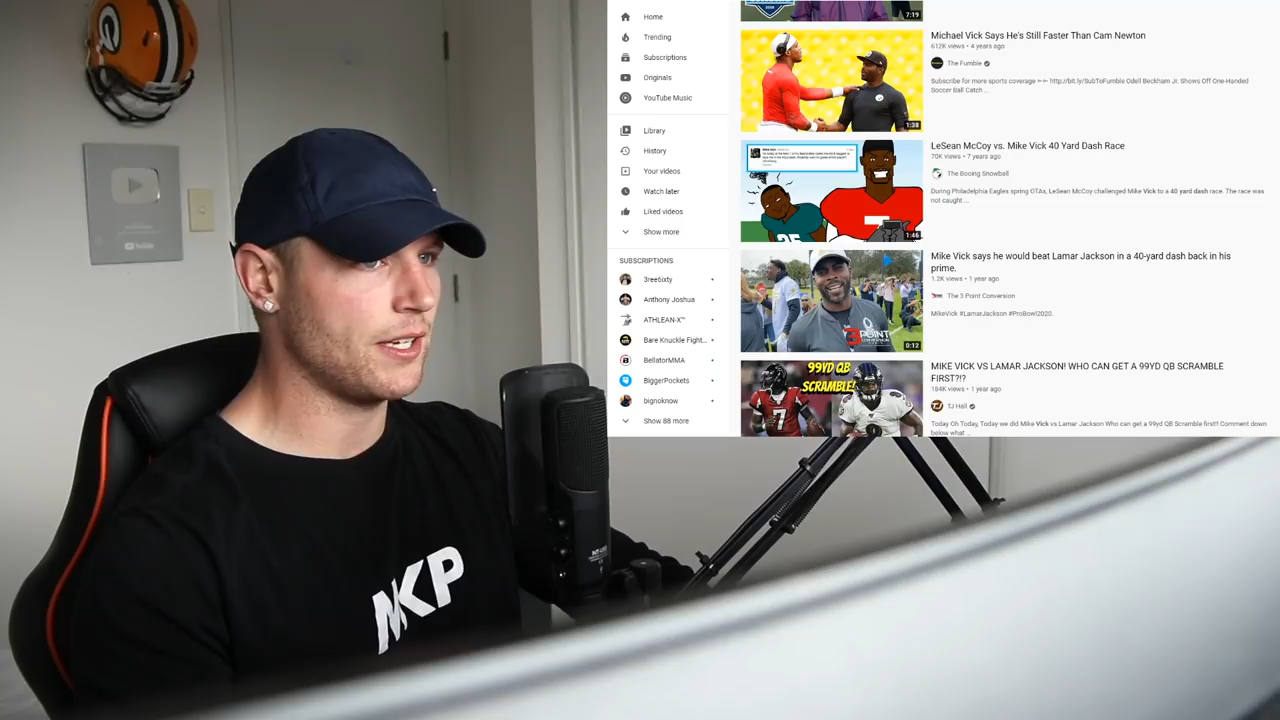 Home
Trending
Subscriptions
Originals
YouTube Music
Library
History
Your videos
Watch later
Liked videos
Show more
SUBSCRIPTIONS
3ree6ixty
Anthony Joshua
ATHLEAN-X™
Bare Knuckle Fight...
BellatorMMA
BiggerPockets
bignoknow
Show 88 more
7:19
Michael Vick Says He's Still Faster Than Cam Newton
612K views • 4 years ago
The Fumble
Subscribe for more sports coverage ►► http://bit.ly/SubToFumble Odell Beckham Jr. Shows Off One-Handed
Soccer Ball Catch ...
1:38
LeSean McCoy vs. Mike Vick 40 Yard Dash Race
70K views • 7 years ago
The Booing Snowball
During Philadelphia Eagles spring OTAs, LeSean McCoy challenged Mike Vick to a 40 yard dash race. The race was
not caught ...
25
7
1:46
Mike Vick says he would beat Lamar Jackson in a 40-yard dash back in his
prime.
1.2K views • 1 year ago
The 3 Point Conversion
MikeVick #LamarJackson #ProBowl2020.
3POINT
0:12
MIKE VICK VS LAMAR JACKSON! WHO CAN GET A 99YD QB SCRAMBLE
FIRST?!?
184K views • 1 year ago
TJ Hall
Today Oh Today, Today we did Mike Vick vs Lamar Jackson Who can get a 99yd QB Scramble first!! Comment down
below what ...
99YD QB
SCRAMBLE!
7
8
G
YouTube
MKP